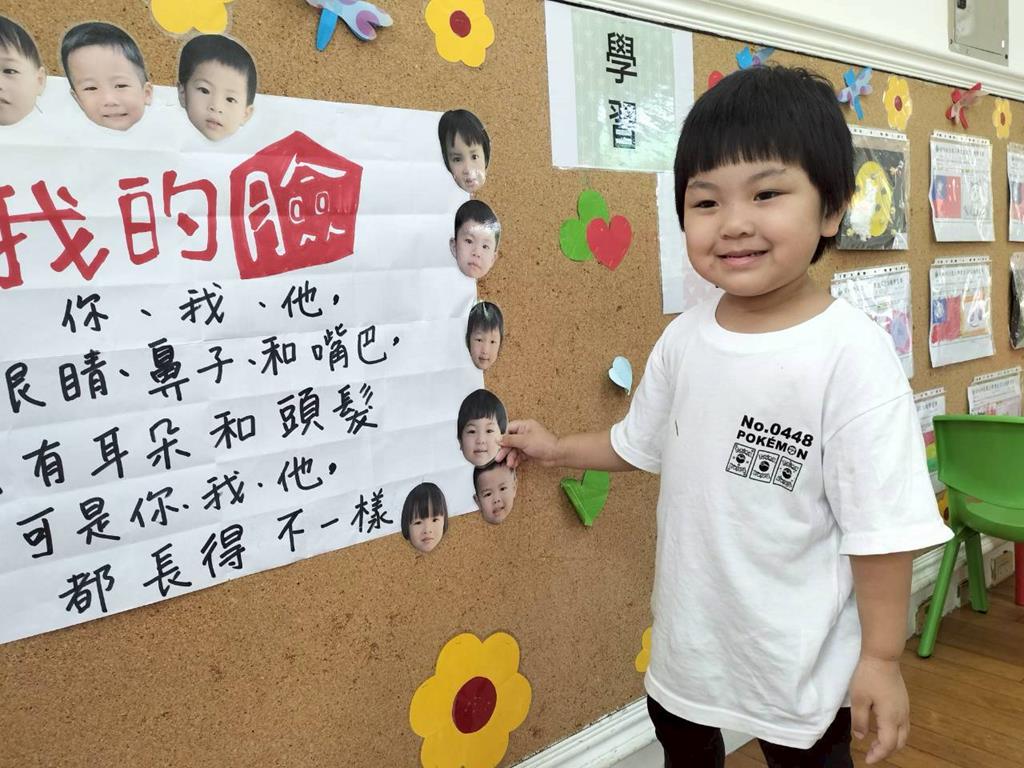 我的臉
你、我、他，
眼睛、鼻子、和嘴巴，
有耳朵和頭髮
可是你、我、他，
都長得不一樣
學習
No.0448
POKÉMON